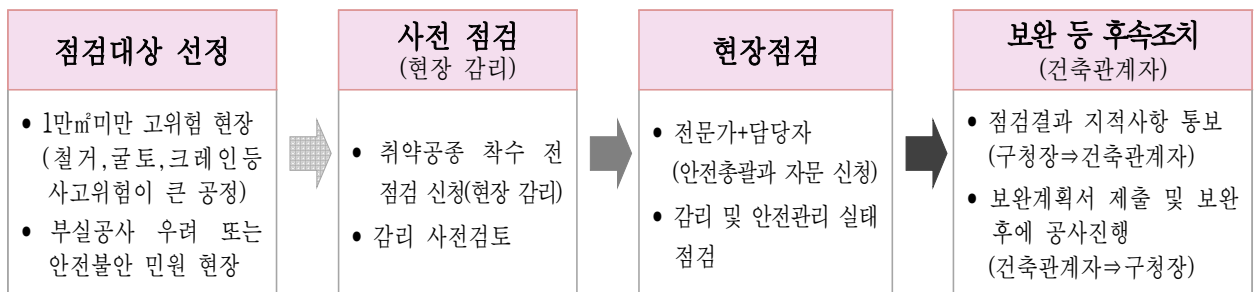 점검대상 선정
• 1만㎡미만 고위험 현장
(철거,굴토,크레인등
사고위험이 큰 공정)
• 부실공사 우려 또는
안전불안 민원 현장
사전 점검
(현장 감리)
• 취약공종 착수 전
점검 신청(현장 감리)
• 감리 사전검토
현장점검
• 전문가+담당자
(안전총괄과 자문 신청)
• 감리 및 안전관리 실태
점검
보완 등 후속조치
(건축관계자)
• 점검결과 지적사항 통보
(구청장⇒건축관계자)
• 보완계획서 제출 및 보완
후에 공사진행
(건축관계자⇒구청장)